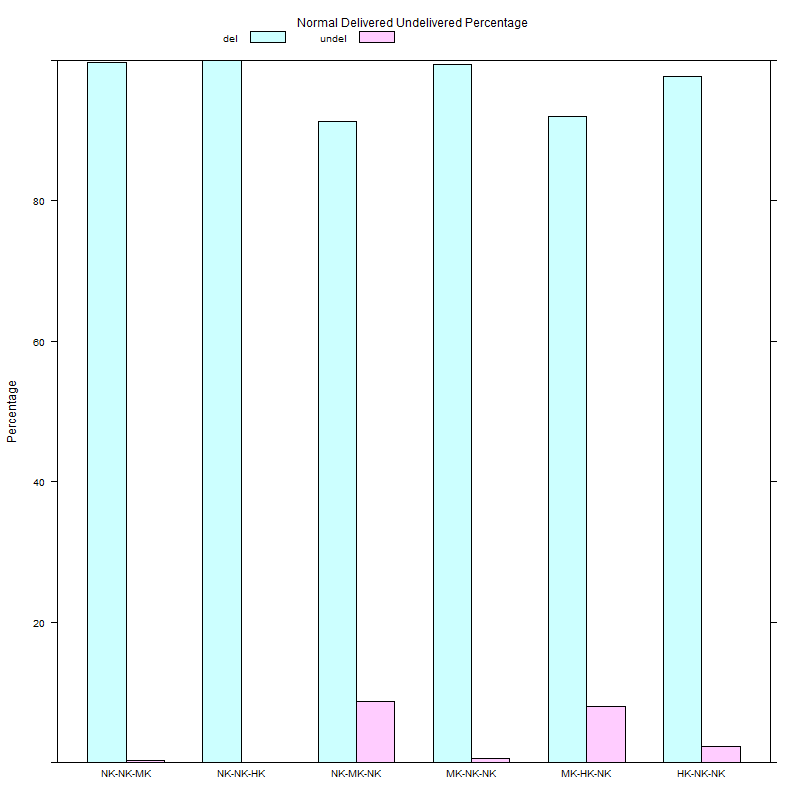 Normal Delivered Undelivered Percentage
del undel
80
60
40
20
Percentage
NK-NK-MK NK-NK-HK NK-MK-NK MK-NK-NK MK-HK-NK HK-NK-NK